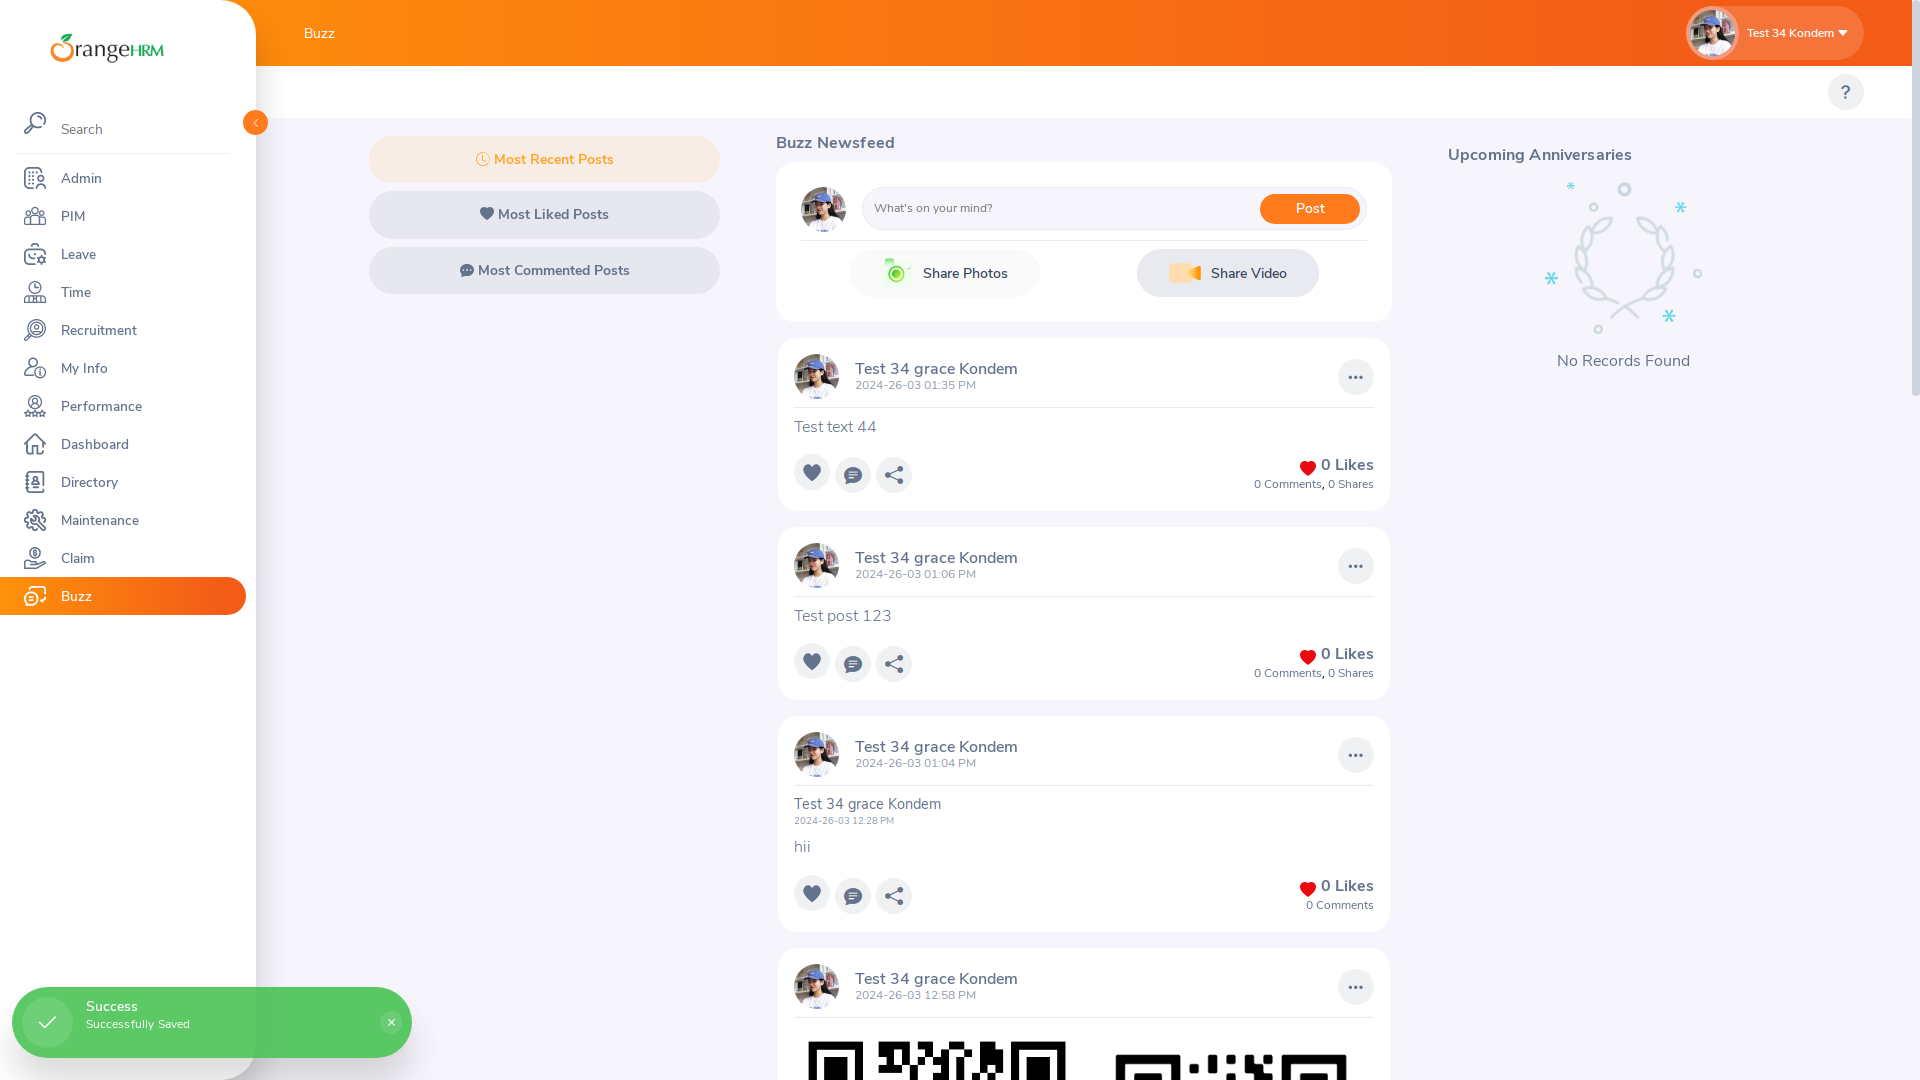 OrangeHRM
Search
Admin
PIM
Leave
Time
Recruitment
My Info
Performance
Dashboard
Directory
Maintenance
Claim
Buzz
Buzz
Test 34 Kondem
?
Most Recent Posts
Most Liked Posts
Most Commented Posts
Buzz Newsfeed
What's on your mind?
Post
Share Photos
Share Video
Test 34 grace Kondem
2024-26-03 01:35 PM
Test text 44
0 Likes
0 Comments, 0 Shares
Test 34 grace Kondem
2024-26-03 01:06 PM
Test post 123
0 Likes
0 Comments, 0 Shares
Test 34 grace Kondem
2024-26-03 01:04 PM
Test 34 grace Kondem
2024-26-03 12:28 PM
hii
0 Likes
0 Comments
Test 34 grace Kondem
2024-26-03 12:58 PM
Upcoming Anniversaries
No Records Found
Success
Successfully Saved